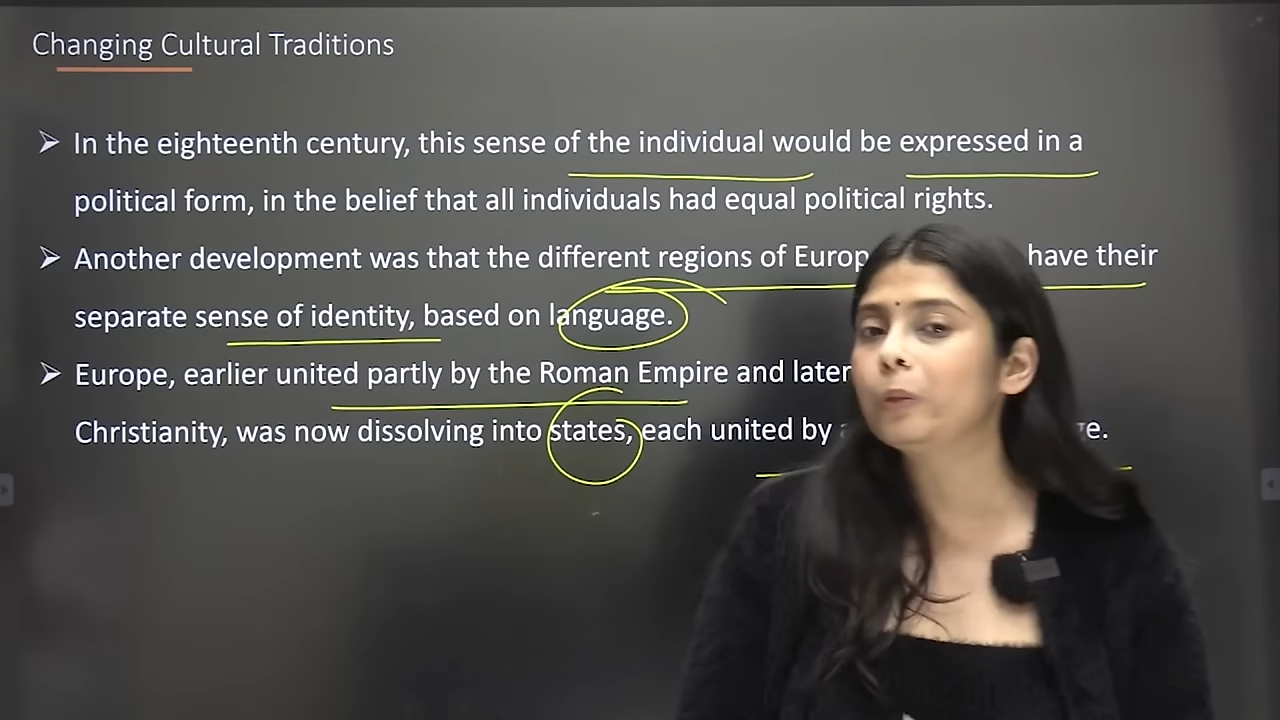 Changing Cultural Traditions
In the eighteenth century, this sense of the individual would be expressed in a
political form, in the belief that all individuals had equal political rights.
Another development was that the different regions of have their
separate sense of identity, based on language.
Europe, earlier united partly by the Roman Empire and later
Christianity, was now dissolving into states, each united by